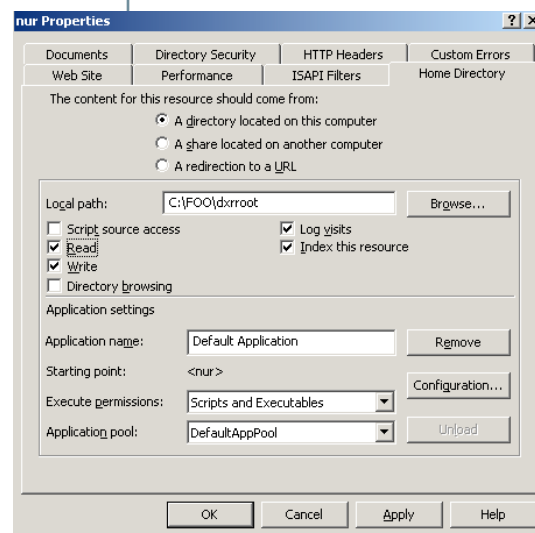 nur Properties
Documents Directory Security HTTP Headers Custom Errors
Web Site Performance ISAPI Filters Home Directory
The content for this resource should come from:
A directory located on this computer
A share located on another computer
A redirection to a URL
Local path: C:\FOO\dxrroot Browse...
Script source access Log visits
Read Index this resource
Write
Directory browsing
Application settings
Application name: Default Application Remove
Starting point: <nur>
Configuration...
Execute permissions: Scripts and Executables
Application pool: DefaultAppPool Unload
OK Cancel Apply Help